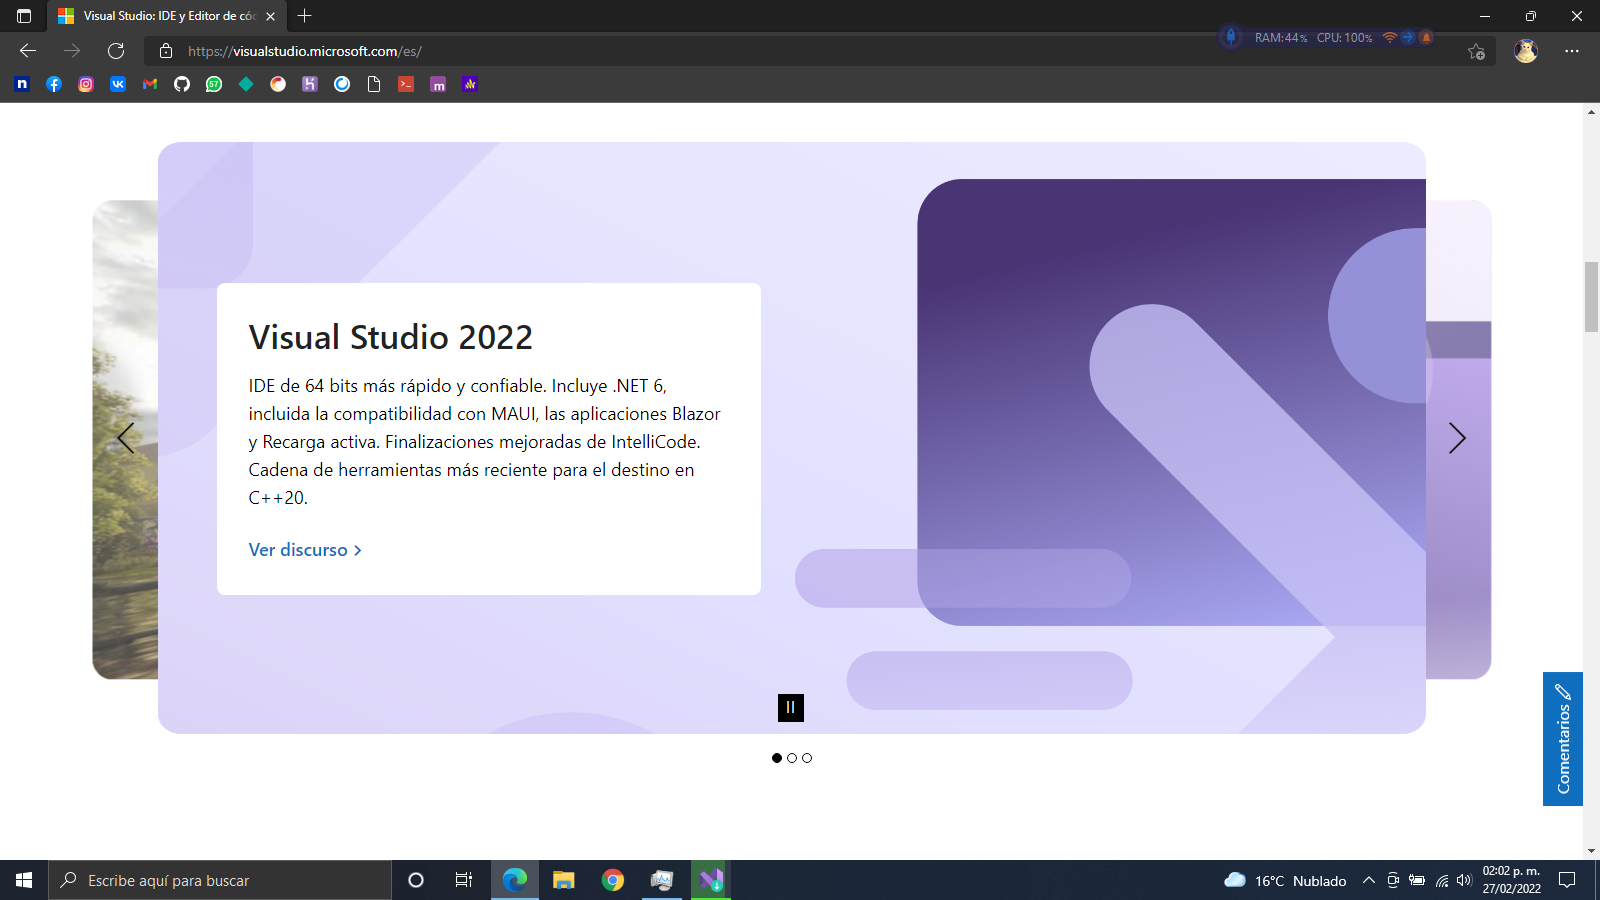 Visual Studio: IDE y Editor de có
RAM:44% CPU: 100%
https://visualstudio.microsoft.com/es/
57
Visual Studio 2022
IDE de 64 bits más rápido y confiable. Incluye .NET 6,
incluida la compatibilidad con MAUI, las aplicaciones Blazor
y Recarga activa. Finalizaciones mejoradas de IntelliCode.
Cadena de herramientas más reciente para el destino en
C++20.
Ver discurso
Comentarios
Escribe aquí para buscar
16°C Nublado
02:02 p. m.
27/02/2022